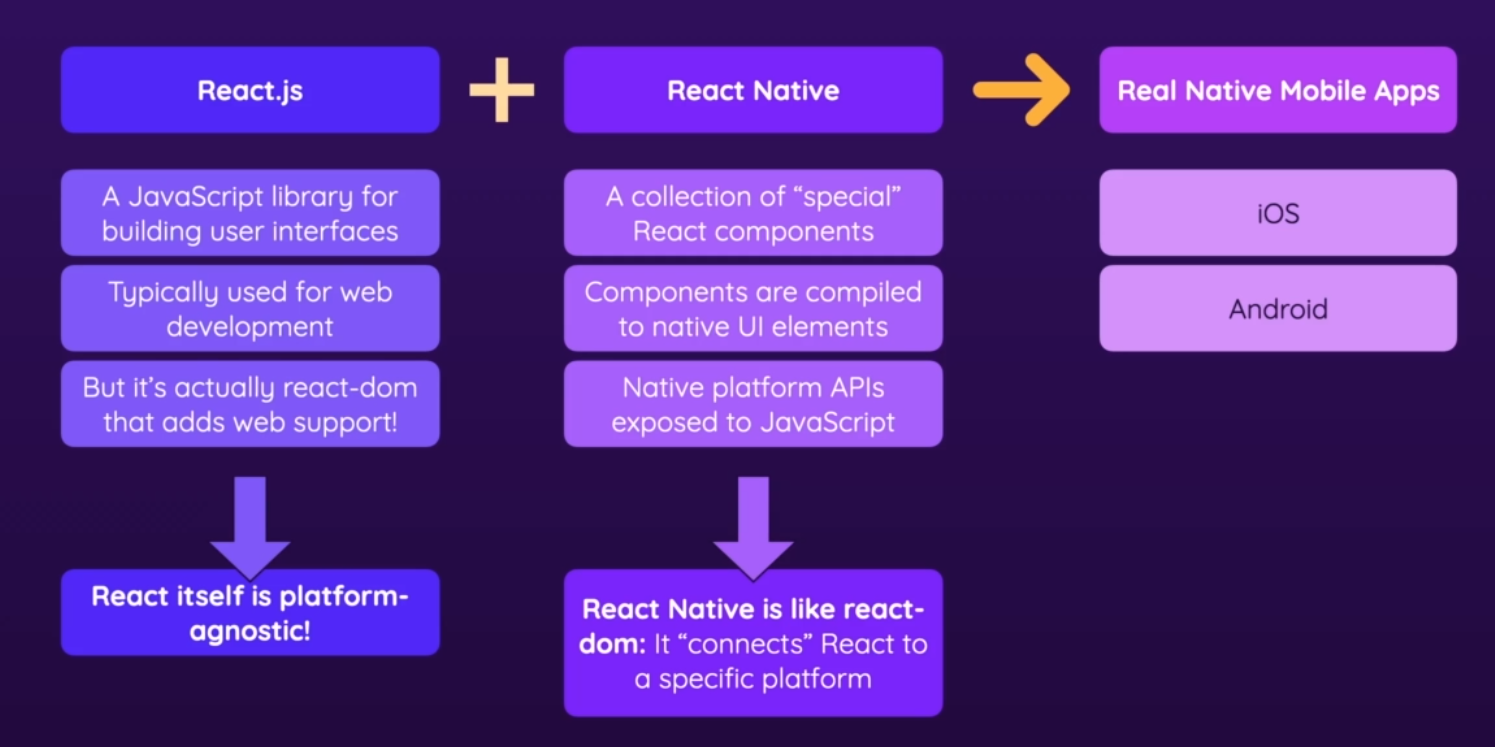 React.js
React Native
Real Native Mobile Apps
A JavaScript library for
building user interfaces
Typically used for web
development
But it’s actually react-dom
that adds web support!
React itself is platform-
agnostic!
A collection of “special”
React components
Components are compiled
to native UI elements
Native platform APIs
exposed to JavaScript
React Native is like react-
dom: It “connects” React to
a specific platform
iOS
Android